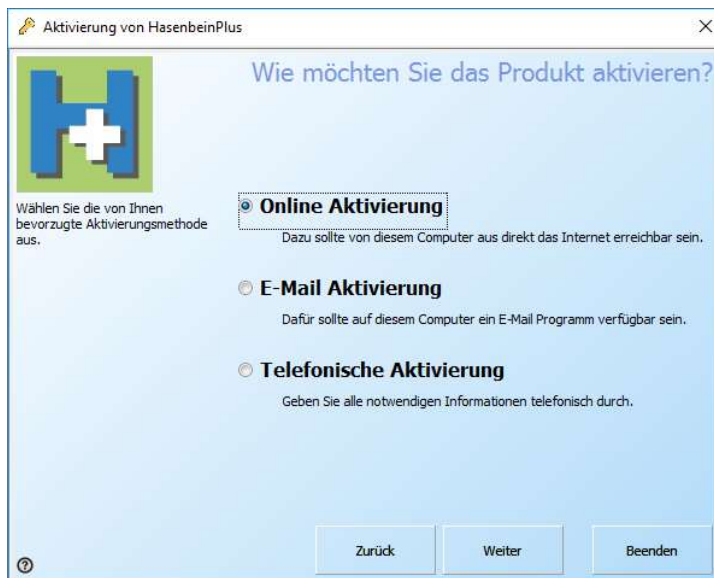 Aktivierung von HasenbeinPlus
Wie möchten Sie das Produkt aktivieren?
Wählen Sie die von Ihnen
bevorzugte Aktivierungsmethode
aus.
Online Aktivierung
Dazu sollte von diesem Computer aus direkt das Internet erreichbar sein.
E-Mail Aktivierung
Dafür sollte auf diesem Computer ein E-Mail Programm verfügbar sein.
Telefonische Aktivierung
Geben Sie alle notwendigen Informationen telefonisch durch.
Zurück
Weiter
Beenden